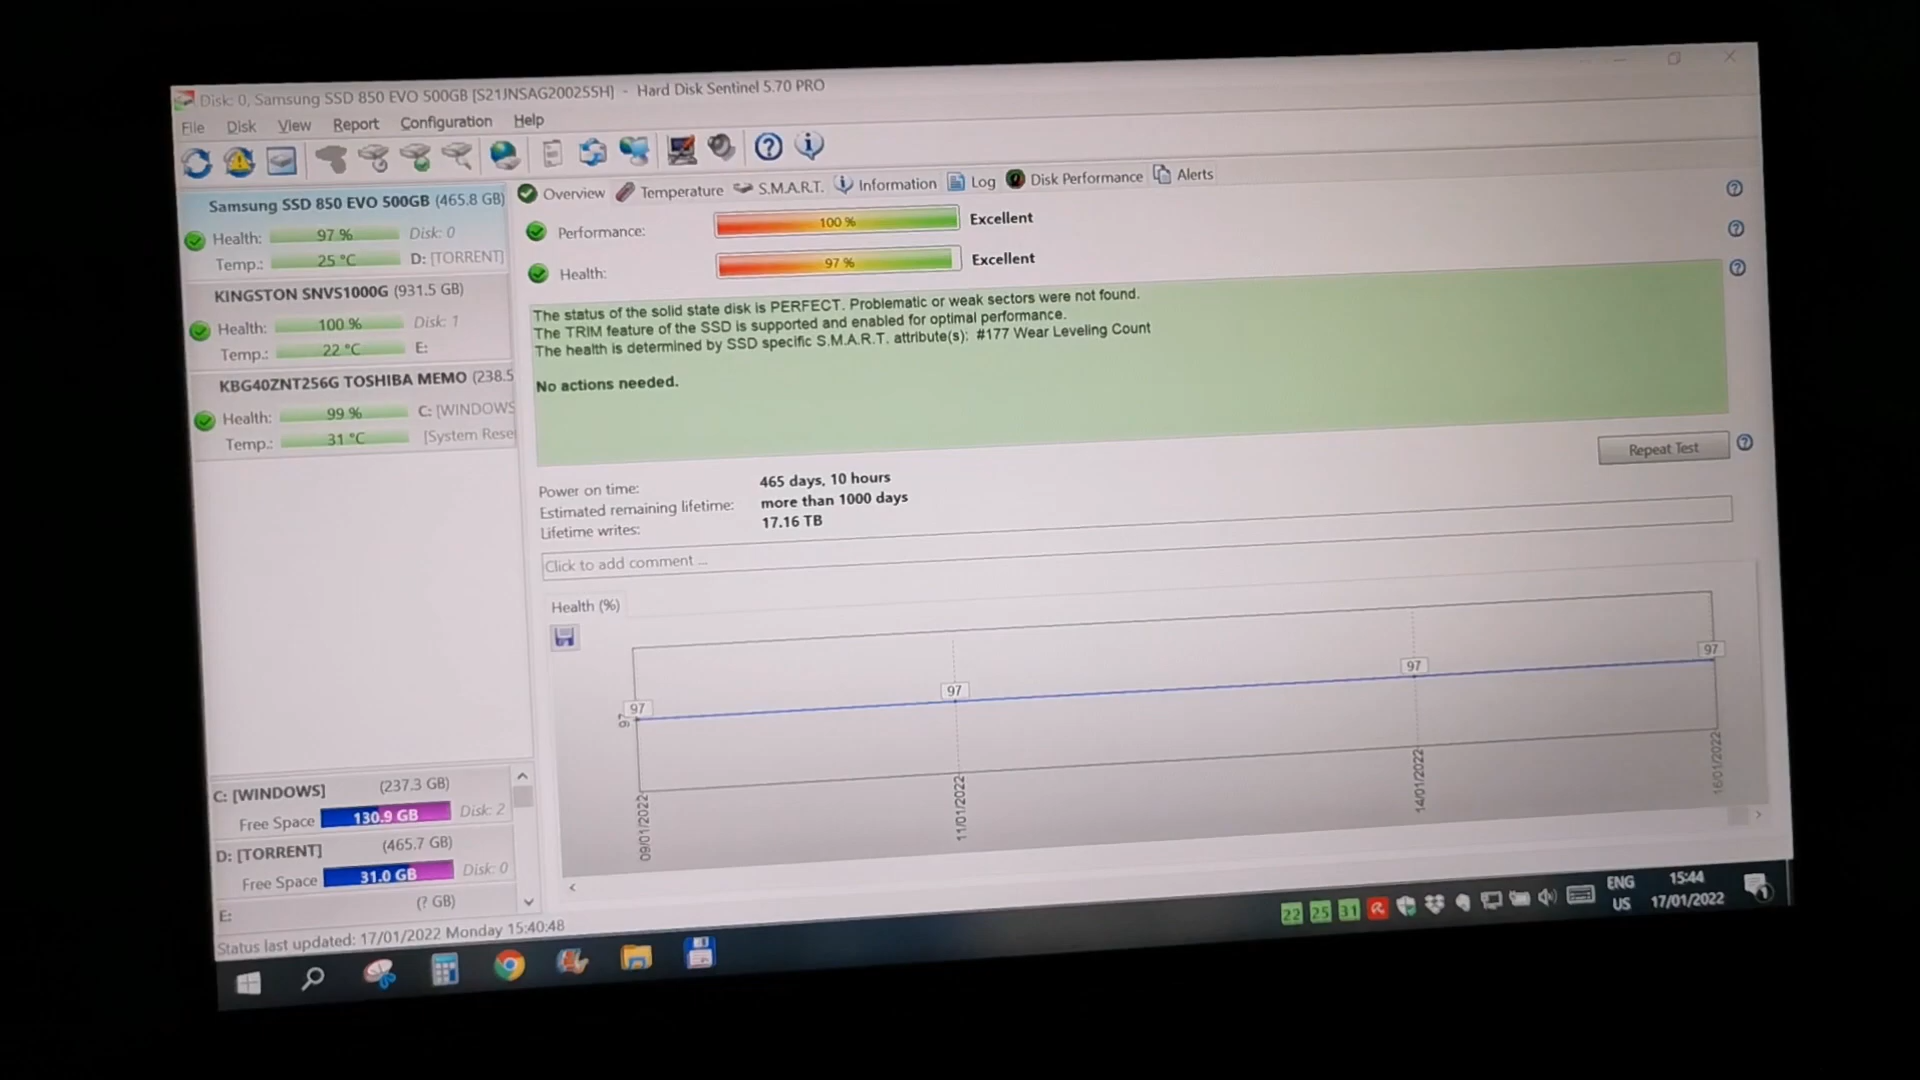 Disk: 0, Samsung SSD 850 EVO 500GB [S21JNSAG200255H] - Hard Disk Sentinel 5.70 PRO
File Disk View Report Configuration Help
Samsung SSD 850 EVO 500GB (465.8 GB)
Health: 97 % Disk: 0
Temp.: 25 °C D: [TORRENT]
KINGSTON SNVS1000G (931.5 GB)
Health: 100 % Disk: 1
Temp.: 22 °C E:
KBG40ZNT256G TOSHIBA MEMO (238.5
Health: 99 % C: [WINDOWS
Temp.: 31 °C [System Rese
Overview Temperature S.M.A.R.T. Information Log Disk Performance Alerts
Performance: 100 % Excellent
Health: 97 % Excellent
The status of the solid state disk is PERFECT. Problematic or weak sectors were not found.
The TRIM feature of the SSD is supported and enabled for optimal performance.
The health is determined by SSD specific S.M.A.R.T. attribute(s): #177 Wear Leveling Count
No actions needed.
Repeat Test
Power on time: 465 days, 10 hours
Estimated remaining lifetime: more than 1000 days
Lifetime writes: 17.16 TB
Click to add comment ...
Health (%)
97
97 97 97 97
09/01/2022 11/01/2022 14/01/2022 16/01/2022
C: [WINDOWS] (237.3 GB)
Free Space 130.9 GB Disk: 2
D: [TORRENT] (465.7 GB)
Free Space 31.0 GB Disk: 0
E: (? GB)
Status last updated: 17/01/2022 Monday 15:40:48
22 25 31
ENG
US
15:44
17/01/2022
1